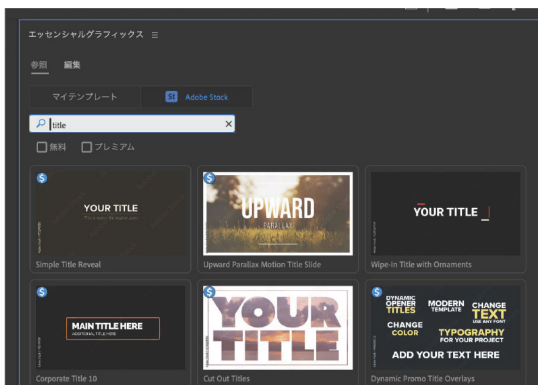 エッセンシャルグラフィックス
参照 編集
マイテンプレート St Adobe Stock
title ×
無料 プレミアム
YOUR TITLE
Simple Title Reveal
UPWARD
PARALLAX
Upward Parallax Motion Title Slide
YOUR TITLE
Wipe-In Title with Ornaments
MAIN TITLE HERE
ADDITIONAL TITLE HERE
Corporate Title 10
YOUR
TITLE
Cut Out Titles
DYNAMIC
OPENER
TITLES
MODERN
TEMPLATE
CHANGE
TEXT
USE ANY FONT
CHANGE
COLOR
TYPOGRAPHY
FOR YOUR PROJECT
ADD YOUR TEXT HERE
Dynamic Promo Title Overlays